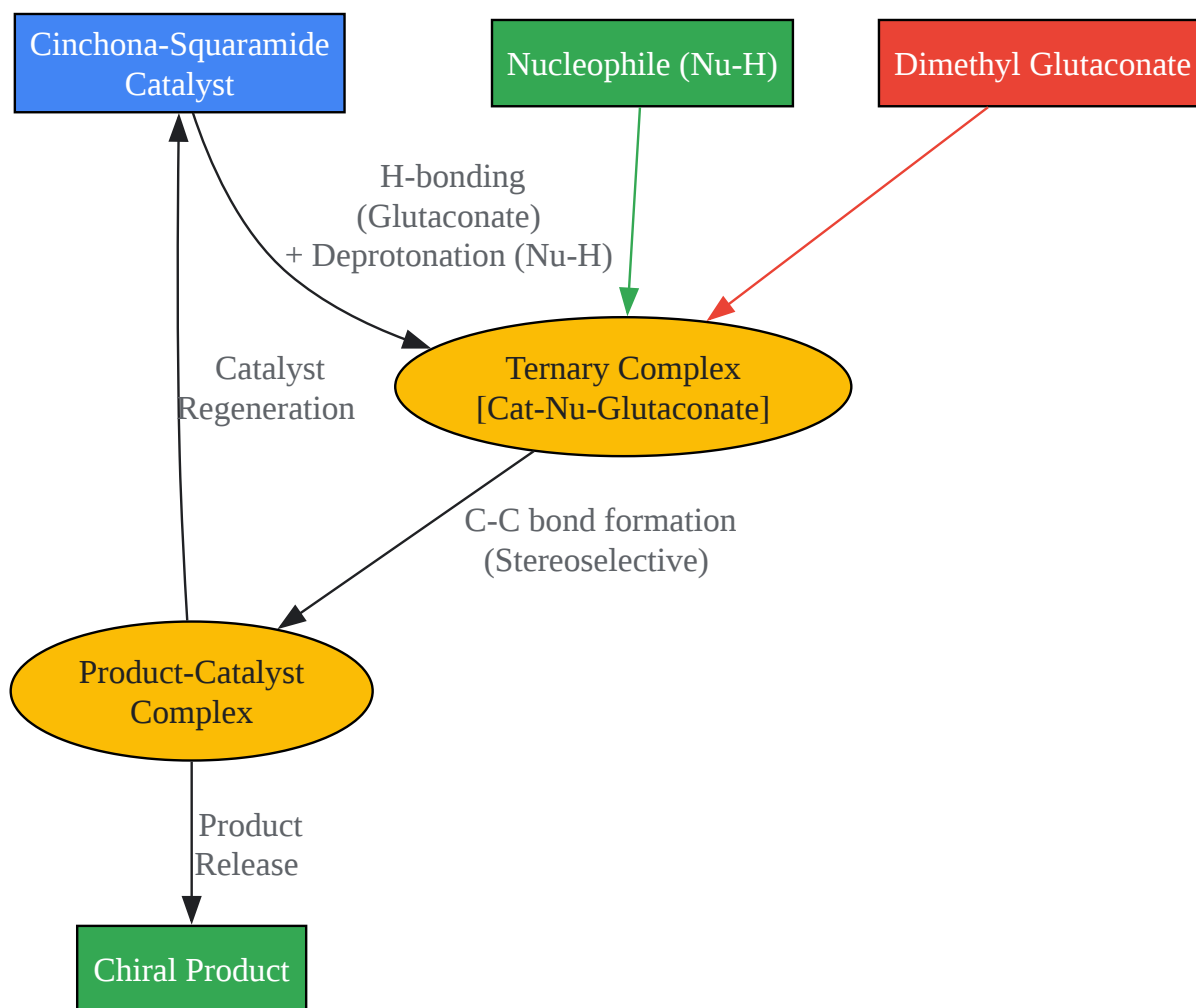 Cinchona-Squaramide
Catalyst
Nucleophile (Nu-H)
Dimethyl Glutaconate
H-bonding
(Glutaconate)
+ Deprotonation (Nu-H)
Ternary Complex
[Cat-Nu-Glutaconate]
Catalyst
Regeneration
C-C bond formation
(Stereoselective)
Product-Catalyst
Complex
Product
Release
Chiral Product